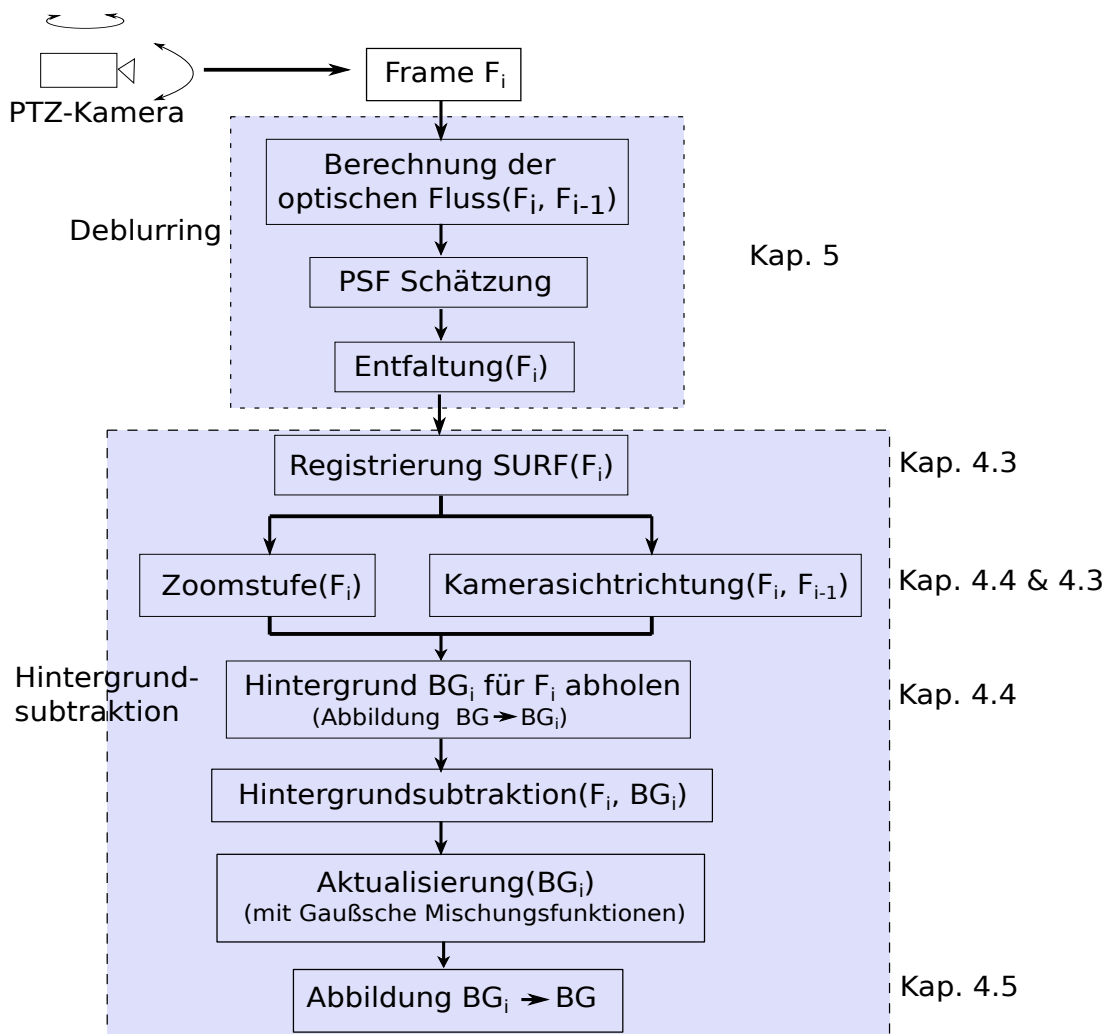 PTZ-Kamera
Frame Fi
Berechnung der
optischen Fluss(Fi, Fi-1)
Deblurring
Kap. 5
PSF Schätzung
Entfaltung(Fi)
Registrierung SURF(Fi)
Kap. 4.3
Zoomstufe(Fi)
Kamerasichtrichtung(Fi, Fi-1)
Kap. 4.4 & 4.3
Hintergrund-
subtraktion
Hintergrund BGi für Fi abholen
(Abbildung BG → BGi)
Kap. 4.4
Hintergrundsubtraktion(Fi, BGi)
Aktualisierung(BGi)
(mit Gaußsche Mischungsfunktionen)
Abbildung BGi → BG
Kap. 4.5